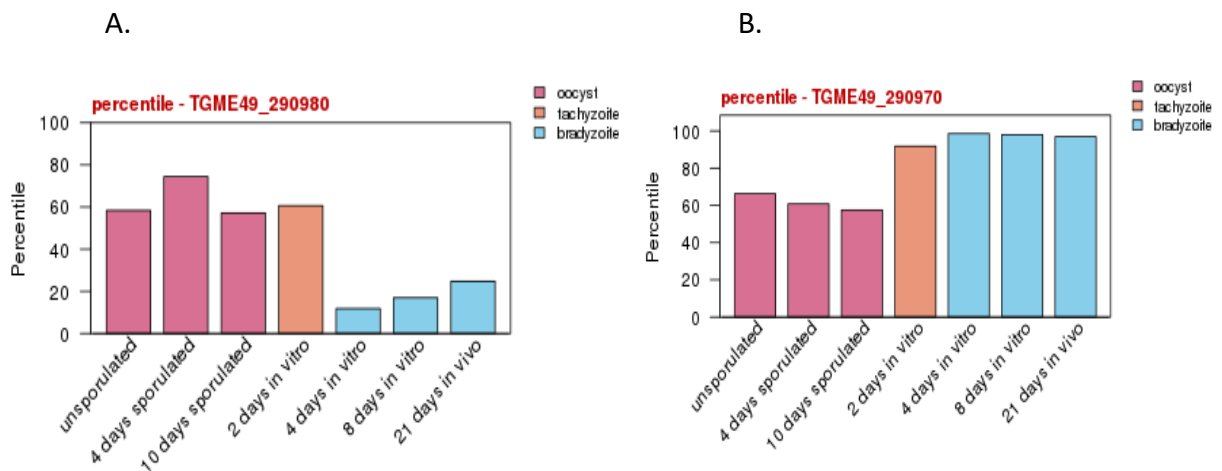 A.
percentile - TGME49_290980
oocyst
tachyzoite
bradyzoite
Percentile
100
80
60
40
20
0
unsporulated
4 days sporulated
10 days sporulated
2 days in vitro
4 days in vitro
8 days in vitro
21 days in vivo
B.
percentile - TGME49_290970
oocyst
tachyzoite
bradyzoite
Percentile
100
80
60
40
20
0
unsporulated
4 days sporulated
10 days sporulated
2 days in vitro
4 days in vitro
8 days in vitro
21 days in vivo